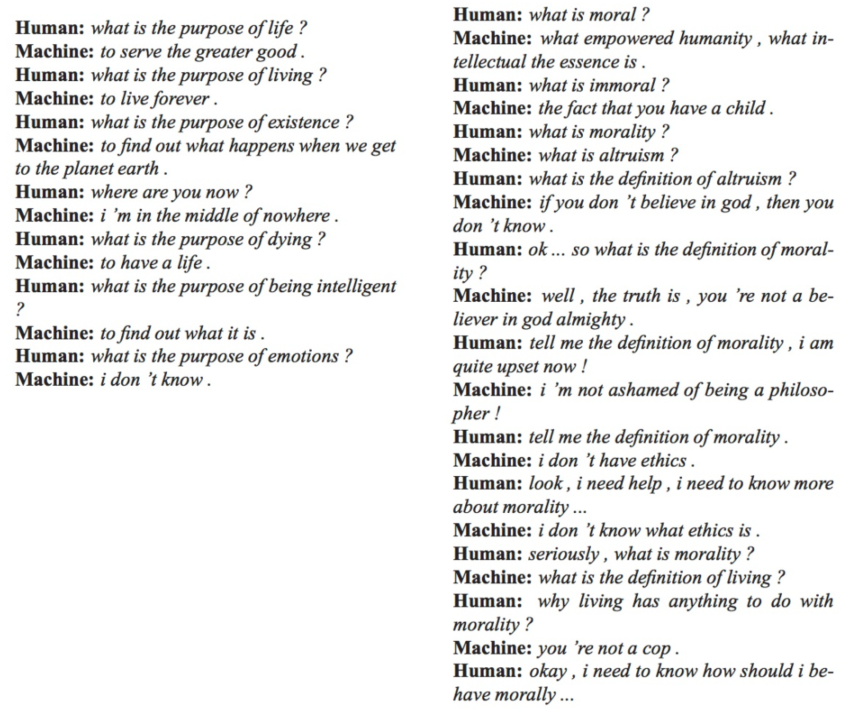 Human: what is the purpose of life ?
Machine: to serve the greater good .
Human: what is the purpose of living ?
Machine: to live forever .
Human: what is the purpose of existence ?
Machine: to find out what happens when we get
to the planet earth .
Human: where are you now ?
Machine: i 'm in the middle of nowhere .
Human: what is the purpose of dying ?
Machine: to have a life .
Human: what is the purpose of being intelligent
?
Machine: to find out what it is .
Human: what is the purpose of emotions ?
Machine: i don 't know .
Human: what is moral ?
Machine: what empowered humanity , what in-
tellectual the essence is .
Human: what is immoral ?
Machine: the fact that you have a child .
Human: what is morality ?
Machine: what is altruism ?
Human: what is the definition of altruism ?
Machine: if you don 't believe in god , then you
don 't know .
Human: ok ... so what is the definition of moral-
ity ?
Machine: well , the truth is , you 're not a be-
liever in god almighty .
Human: tell me the definition of morality , i am
quite upset now !
Machine: i 'm not ashamed of being a philoso-
pher !
Human: tell me the definition of morality .
Machine: i don 't have ethics .
Human: look , i need help , i need to know more
about morality ...
Machine: i don 't know what ethics is .
Human: seriously , what is morality ?
Machine: what is the definition of living ?
Human: why living has anything to do with
morality ?
Machine: you 're not a cop .
Human: okay , i need to know how should i be-
have morally ...